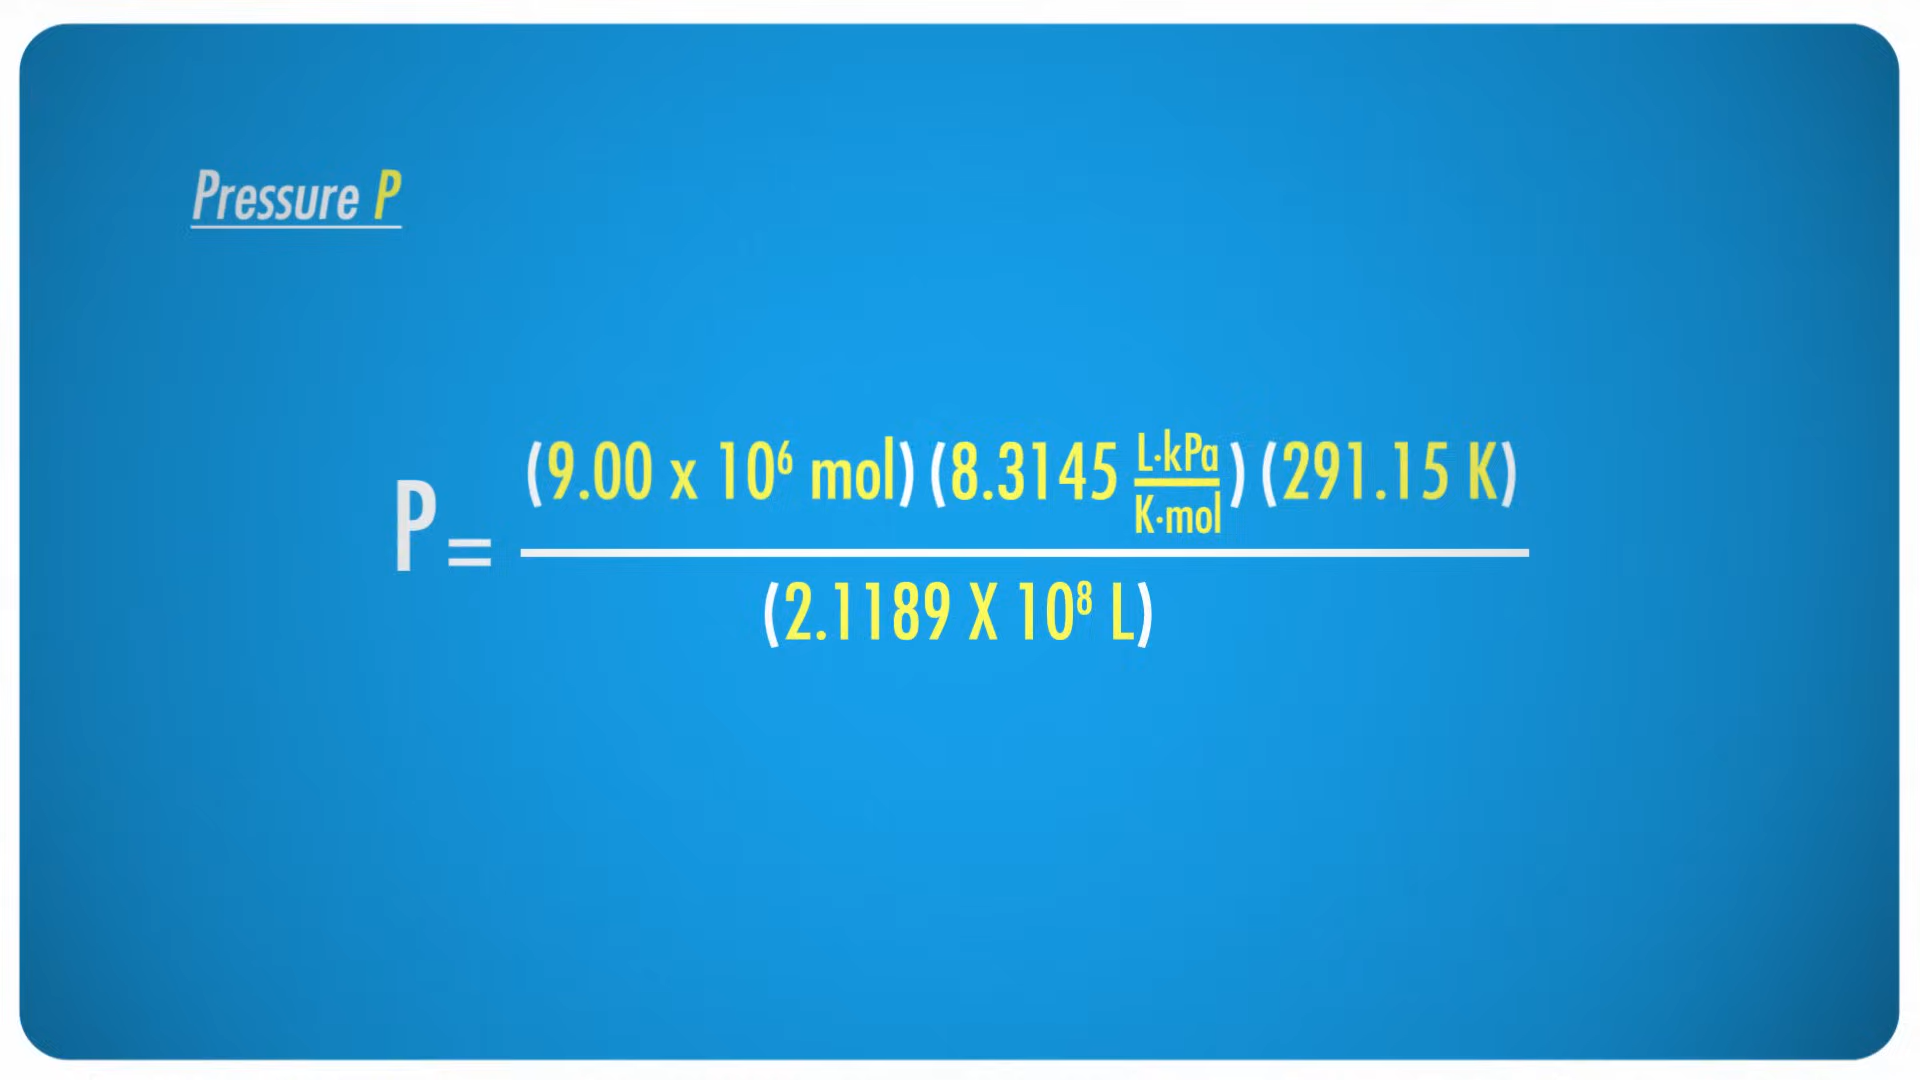 Pressure P
P = (9.00 x 10⁶ mol) (8.3145 L·kPa/K·mol) (291.15 K)
(2.1189 X 10⁸ L)